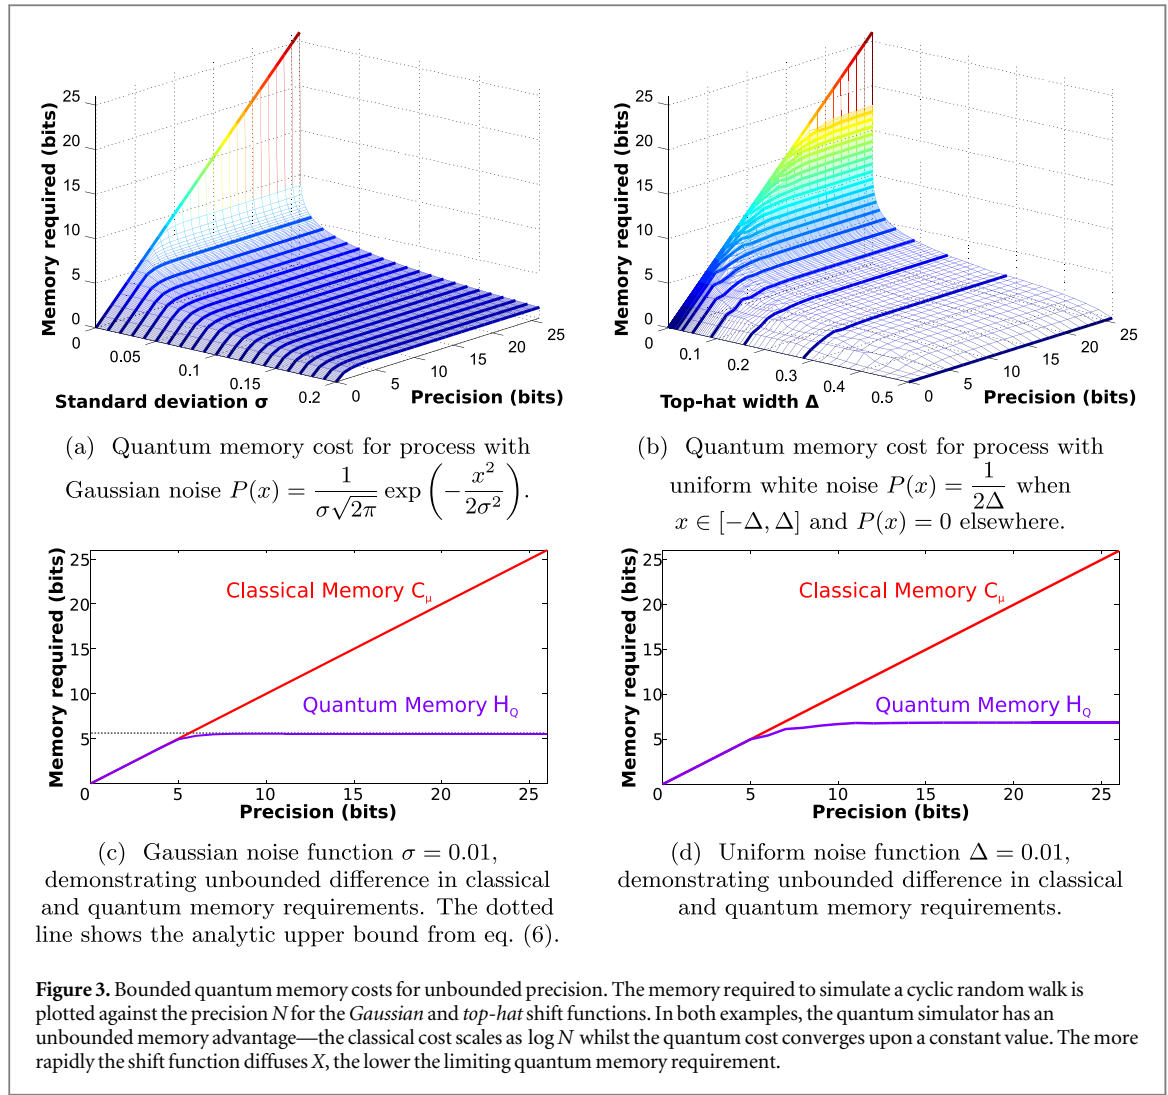 25
20
15
10
5
0
Memory required (bits)
0
0.05
0.1
0.15
0.2
Standard deviation σ
0
5
10
15
20
25
Precision (bits)
(a) Quantum memory cost for process with
Gaussian noise P(x) = 1/(σ√2π) exp(−x²/2σ²).
25
20
15
10
5
0
Memory required (bits)
0
0.1
0.2
0.3
0.4
0.5
Top-hat width Δ
0
5
10
15
20
25
Precision (bits)
(b) Quantum memory cost for process with
uniform white noise P(x) = 1/2Δ when
x ∈ [−Δ, Δ] and P(x) = 0 elsewhere.
Memory required (bits)
25
20
15
10
5
Classical Memory Cμ
Quantum Memory HQ
0
5
10
15
20
25
Precision (bits)
(c) Gaussian noise function σ = 0.01,
demonstrating unbounded difference in classical
and quantum memory requirements. The dotted
line shows the analytic upper bound from eq. (6).
Memory required (bits)
25
20
15
10
5
Classical Memory Cμ
Quantum Memory HQ
0
5
10
15
20
25
Precision (bits)
(d) Uniform noise function Δ = 0.01,
demonstrating unbounded difference in classical
and quantum memory requirements.
Figure 3. Bounded quantum memory costs for unbounded precision. The memory required to simulate a cyclic random walk is
plotted against the precision N for the Gaussian and top-hat shift functions. In both examples, the quantum simulator has an
unbounded memory advantage—the classical cost scales as log N whilst the quantum cost converges upon a constant value. The more
rapidly the shift function diffuses X, the lower the limiting quantum memory requirement.